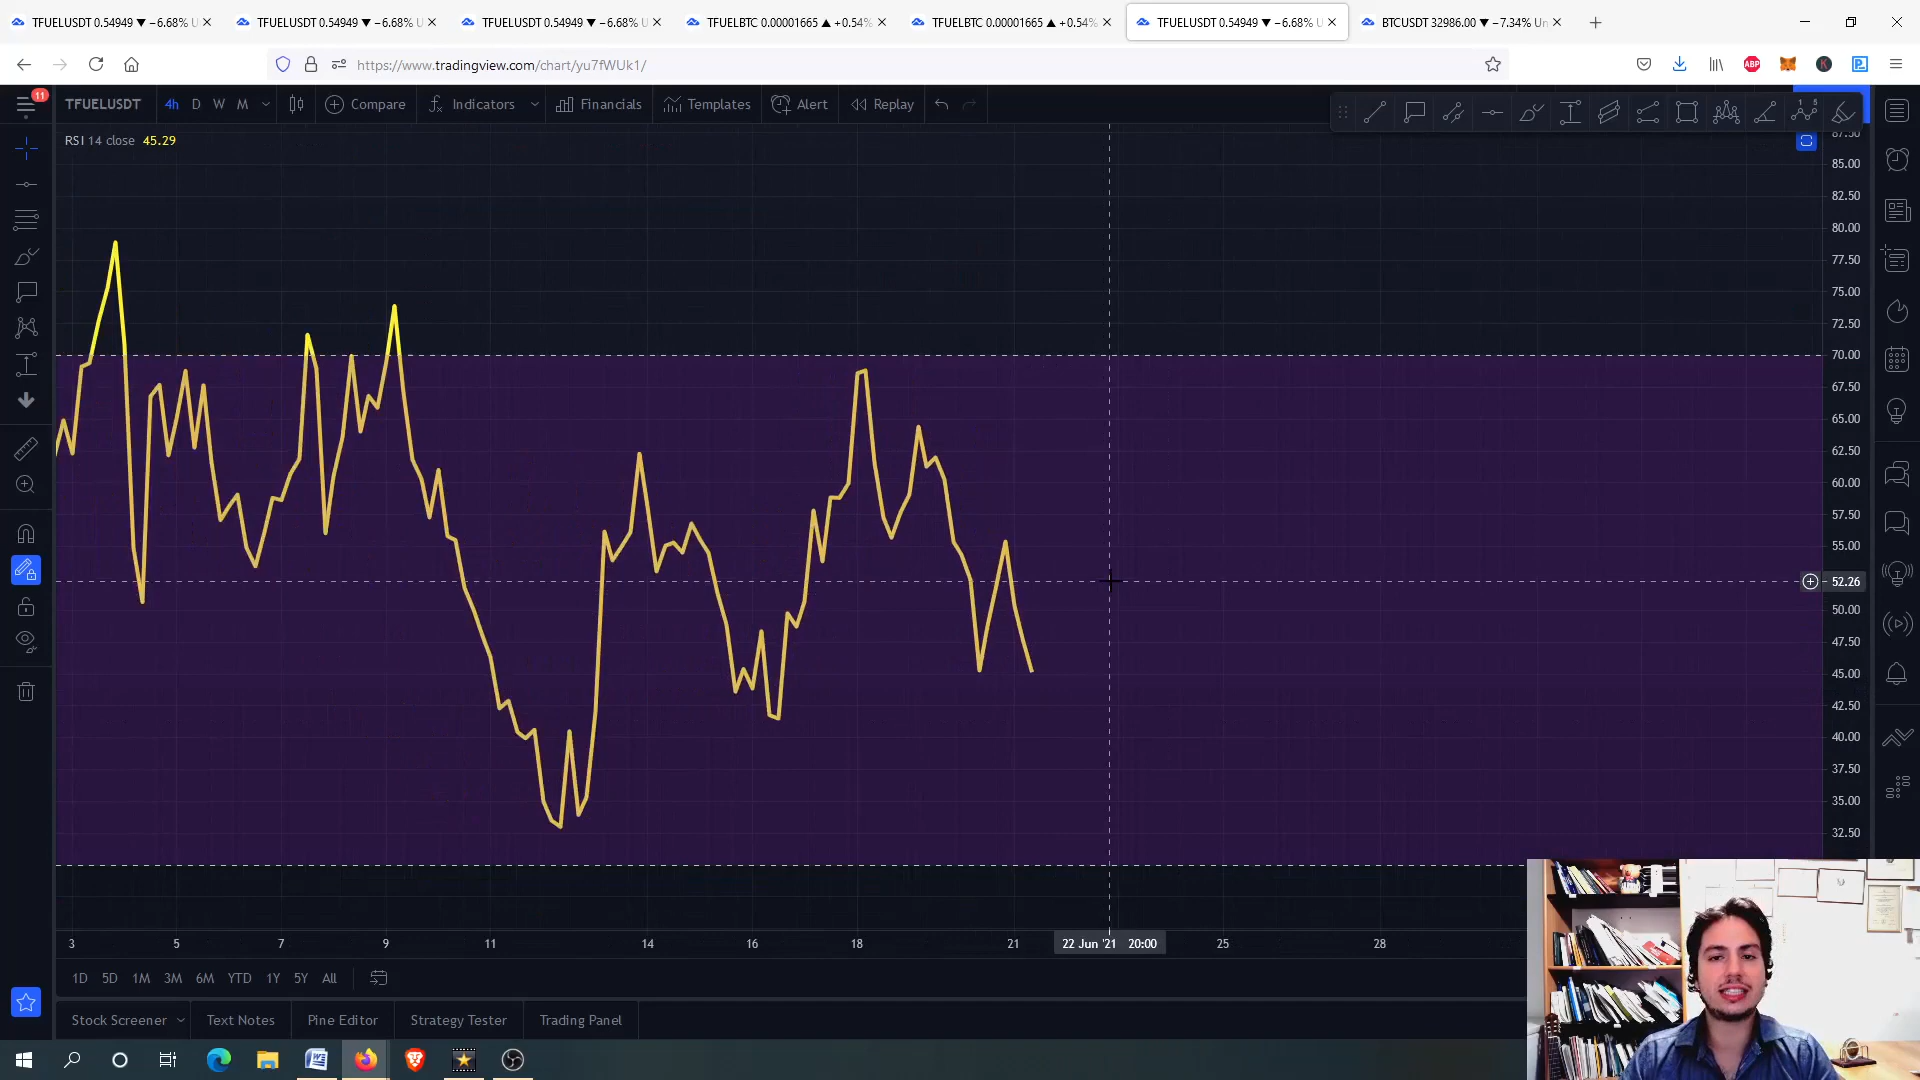 TFUELUSDT 0.54949 ▼ −6.68% U
TFUELUSDT 0.54949 ▼ −6.68% U
TFUELUSDT 0.54949 ▼ −6.68% U
TFUELBTC 0.00001665 ▲ +0.54%
TFUELBTC 0.00001665 ▲ +0.54%
TFUELUSDT 0.54949 ▼ −6.68% U
BTCUSDT 32986.00 ▼ −7.34% Un
https://www.tradingview.com/chart/yu7fWUk1/
ABP
K
11
TFUELUSDT
4h D W M
Compare
Indicators
Financials
Templates
Alert
Replay
RSI 14 close 45.29
87.50
85.00
82.50
80.00
77.50
75.00
72.50
70.00
67.50
65.00
62.50
60.00
57.50
55.00
52.26
50.00
47.50
45.00
42.50
40.00
37.50
35.00
32.50
3 5 7 9 11 14 16 18 21 22 Jun '21 20:00 25 28
1D 5D 1M 3M 6M YTD 1Y 5Y All
Stock Screener Text Notes Pine Editor Strategy Tester Trading Panel